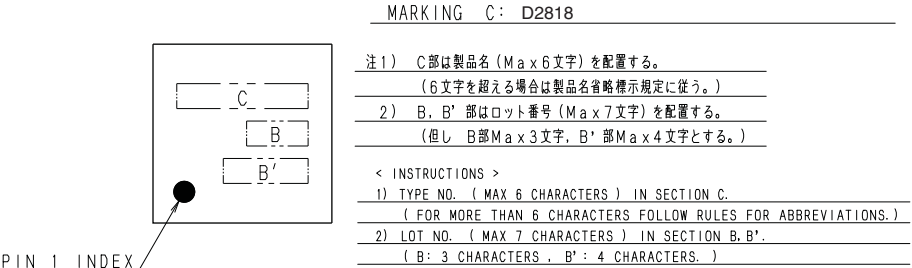 MARKING C: D2818
注1) C部は製品名(Max6文字)を配置する。
(6文字を超える場合は製品名省略標示規定に従う。)
2) B, B' 部はロット番号(Max7文字)を配置する。
(但し B部Max3文字, B' 部Max4文字とする。)
< INSTRUCTIONS >
1) TYPE NO. ( MAX 6 CHARACTERS ) IN SECTION C.
( FOR MORE THAN 6 CHARACTERS FOLLOW RULES FOR ABBREVIATIONS.)
2) LOT NO. ( MAX 7 CHARACTERS ) IN SECTION B,B'.
( B: 3 CHARACTERS , B': 4 CHARACTERS. )
C
B
B'
PIN 1 INDEX